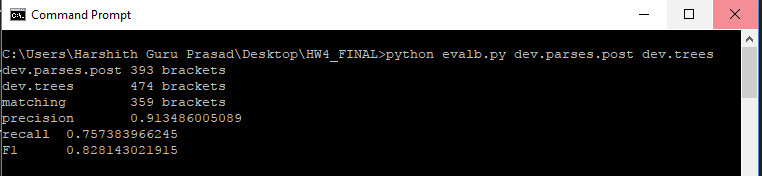 Command Prompt
C:\Users\Harshith Guru Prasad\Desktop\HW4_FINAL>python evalb.py dev.parses.post dev.trees
dev.parses.post 393 brackets
dev.trees 474 brackets
matching 359 brackets
precision 0.913486005089
recall 0.757383966245
F1 0.828143021915